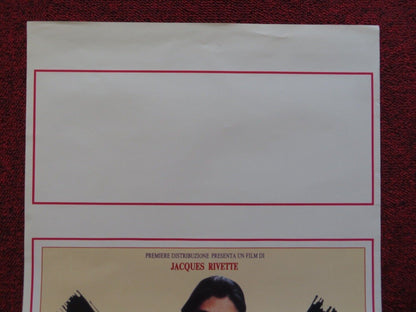 PREMIERE DISTRIBUZIONE PRESENTA UN FILM DI
JACQUES RIVETTE